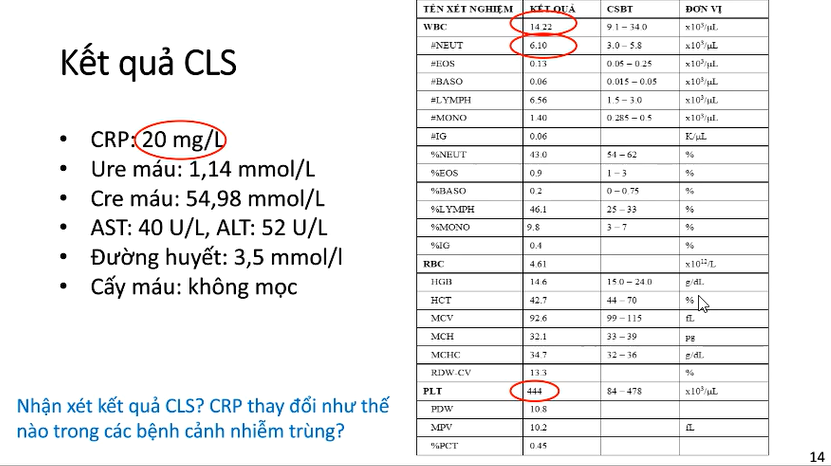 Kết quả CLS
• CRP: 20 mg/L
• Ure máu: 1,14 mmol/L
• Cre máu: 54,98 mmol/L
• AST: 40 U/L, ALT: 52 U/L
• Đường huyết: 3,5 mmol/l
• Cấy máu: không mọc
Nhận xét kết quả CLS? CRP thay đổi như thế
nào trong các bệnh cảnh nhiễm trùng?
TÊN XÉT NGHIỆM KẾT QUẢ CSBT ĐƠN VỊ
WBC 14.22 9.1 – 34.0 x10³/µL
#NEUT 6.10 3.0 – 5.8 x10³/µL
#EOS 0.13 0.05 – 0.25 x10³/µL
#BASO 0.06 0.015 – 0.05 x10³/µL
#LYMPH 6.56 1.5 – 3.0 x10³/µL
#MONO 1.40 0.285 – 0.5 x10³/µL
#IG 0.06 K/µL
%NEUT 43.0 54 – 62 %
%EOS 0.9 1 – 3 %
%BASO 0.2 0 – 0.75 %
%LYMPH 46.1 25 – 33 %
%MONO 9.8 3 – 7 %
%IG 0.4 %
RBC 4.61 x10¹²/L
HGB 14.6 15.0 – 24.0 g/dL
HCT 42.7 44 – 70 %
MCV 92.6 99 – 115 fL
MCH 32.1 33 – 39 pg
MCHC 34.7 32 – 36 g/dL
RDW-CV 13.3 %
PLT 444 84 – 478 x10³/µL
PDW 10.8
MPV 10.2 fL
%PCT 0.45
14